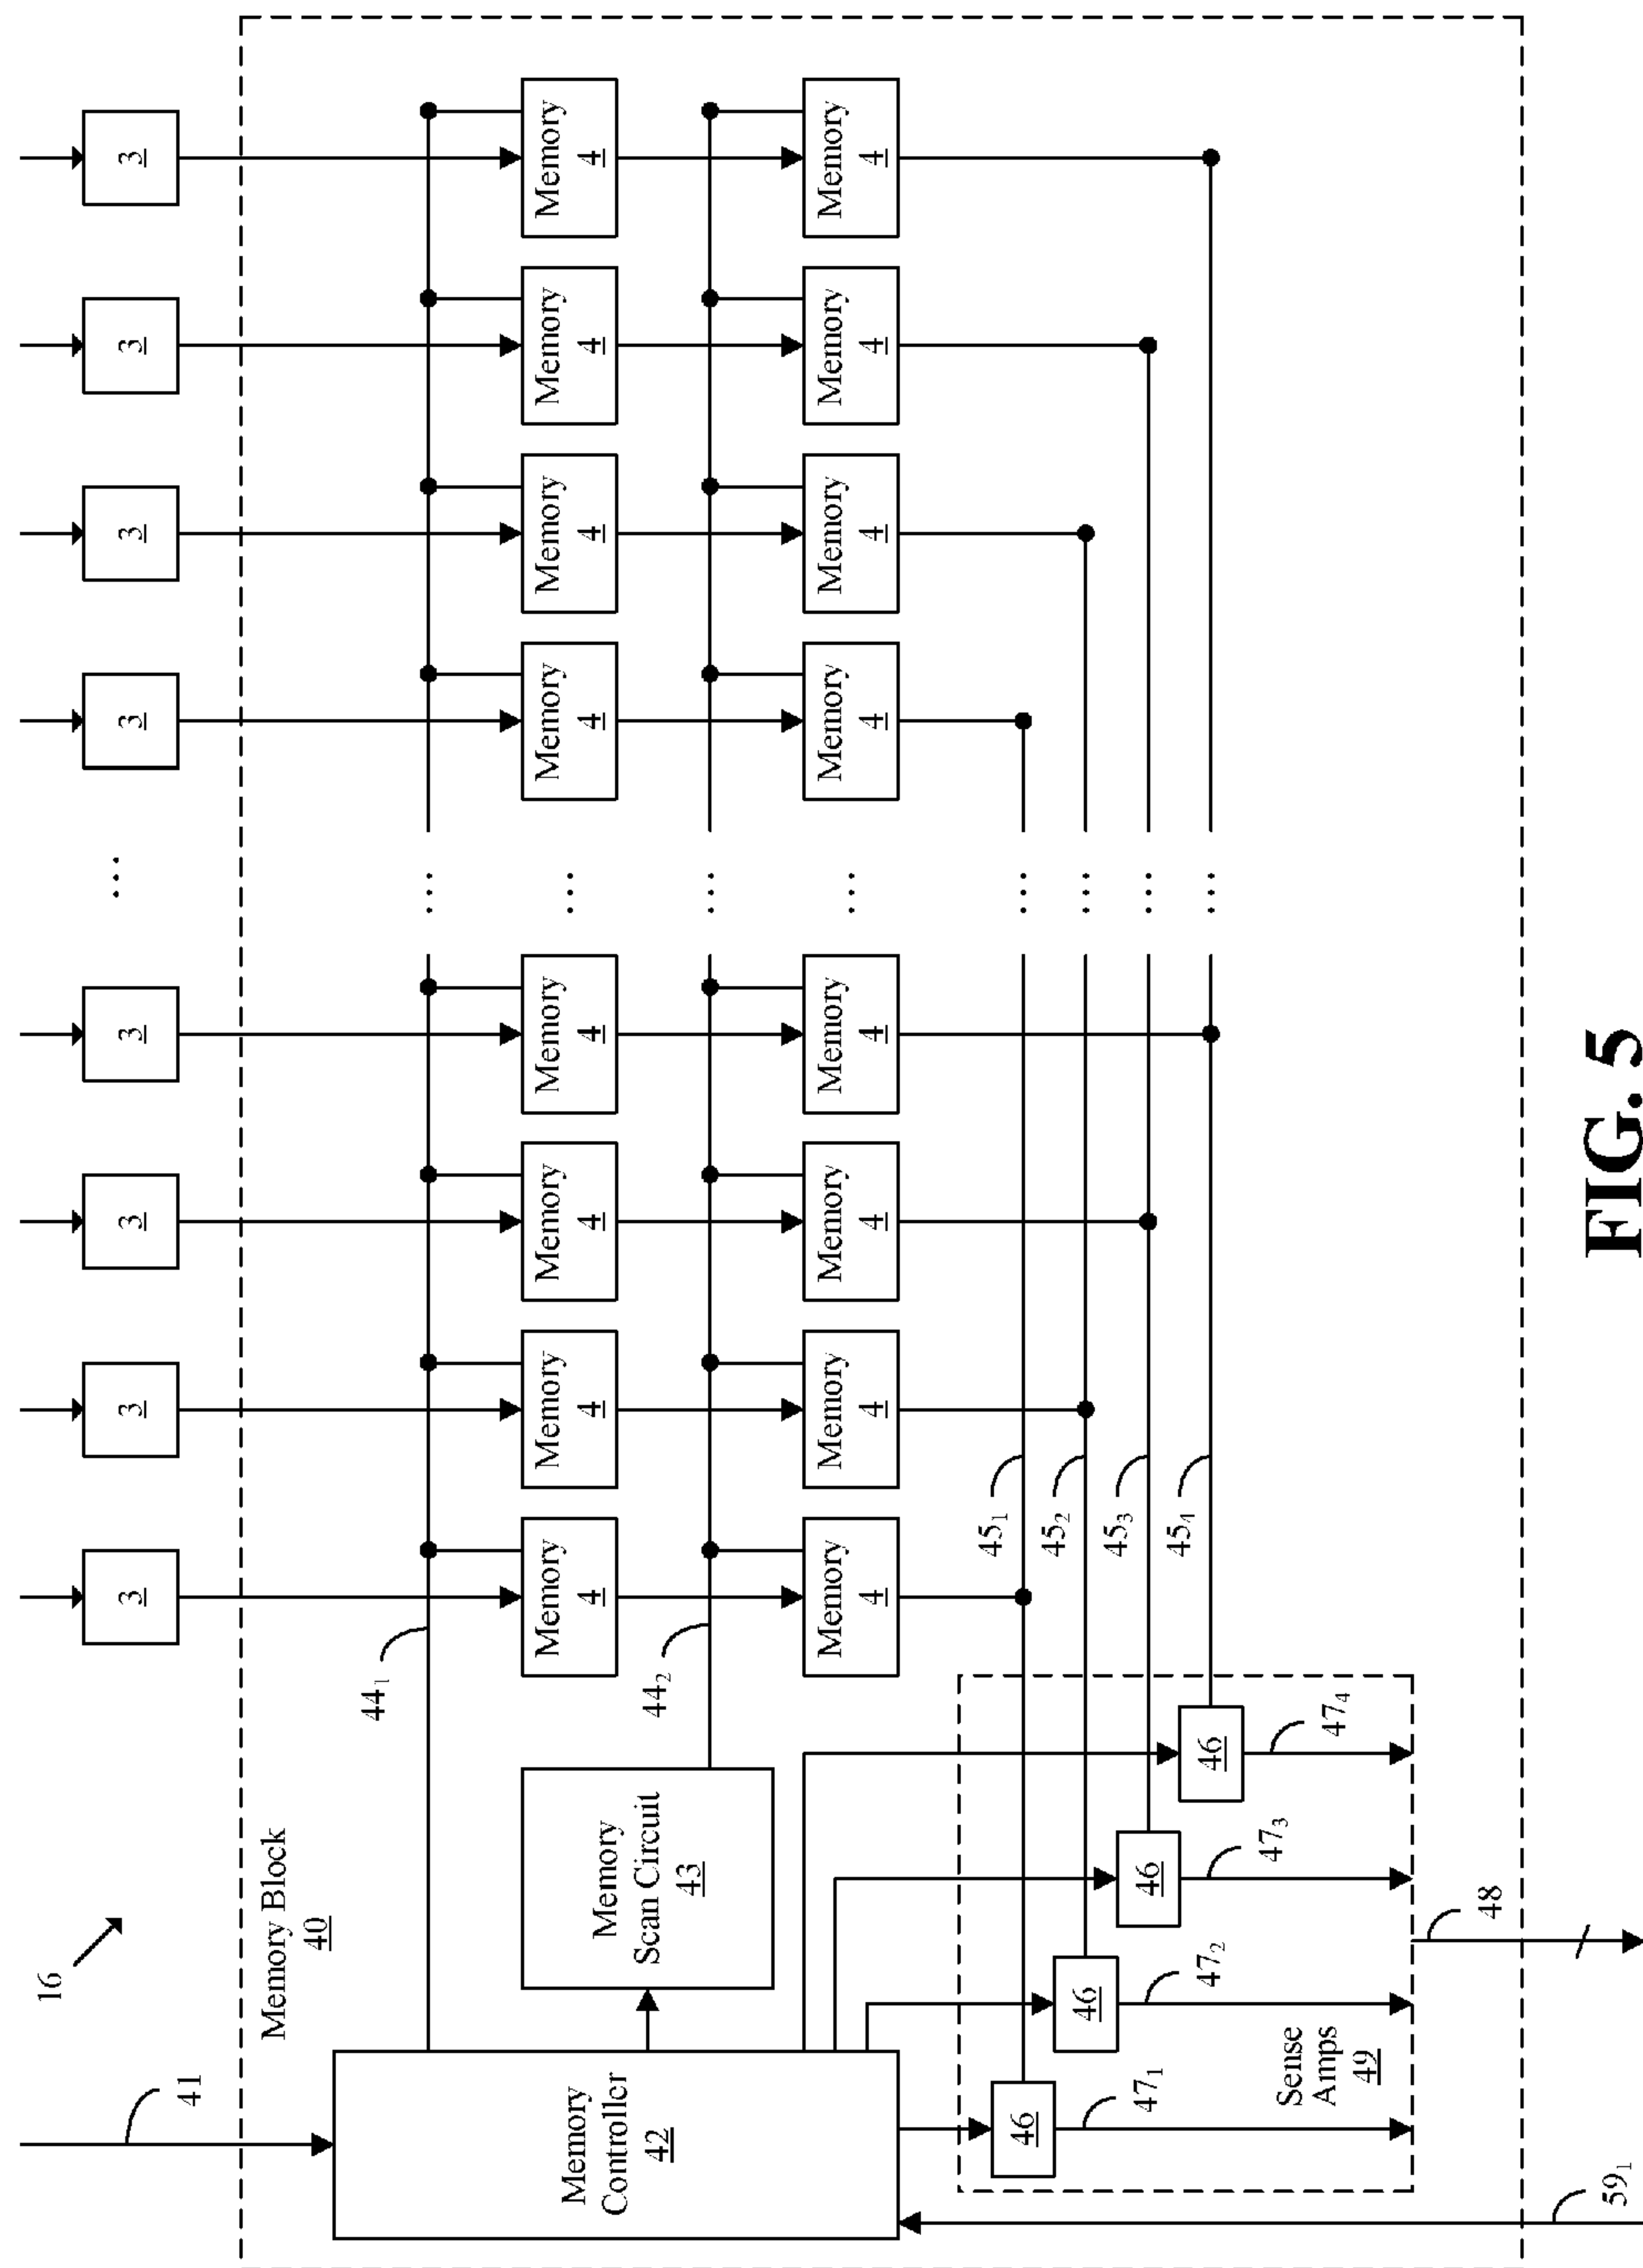 16
3 3 3 3 ... 3 3 3 3
41
Memory Block
40
44₁
Memory
Controller
42
Memory
Scan Circuit
43
Memory Memory Memory Memory ... Memory Memory Memory Memory
4 4 4 4 4 4 4 4
44₂
...
Memory Memory Memory Memory ... Memory Memory Memory Memory
4 4 4 4 4 4 4 4
45₁
...
45₂
...
45₃
...
45₄
...
46
46
46
46
47₁
47₂
47₃
47₄
Sense
Amps
49
48
59₁
FIG. 5